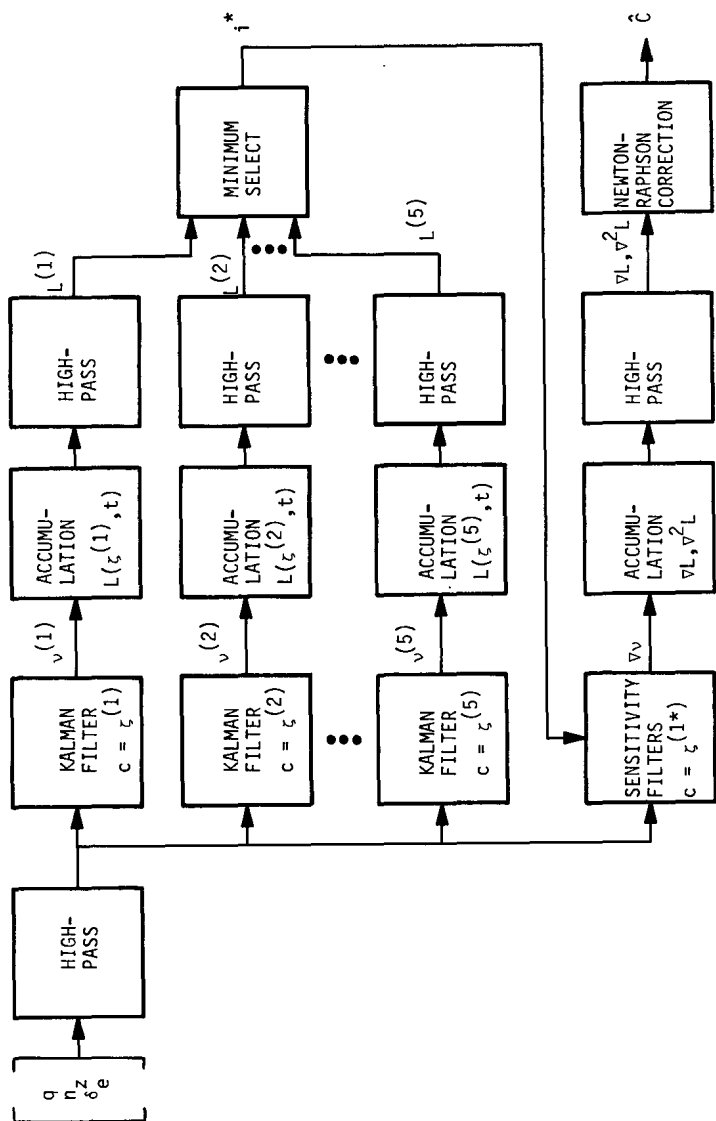 q
n_z
δ_e
HIGH-
PASS
KALMAN
FILTER
c = ζ^(1)
ν^(1)
ACCUMU-
LATION
L(ζ^(1),t)
HIGH-
PASS
L^(1)
KALMAN
FILTER
c = ζ^(2)
ν^(2)
ACCUMU-
LATION
L(ζ^(2),t)
HIGH-
PASS
L^(2)
MINIMUM
SELECT
i*
KALMAN
FILTER
c = ζ^(5)
ν^(5)
ACCUMU-
LATION
L(ζ^(5),t)
HIGH-
PASS
L^(5)
SENSITIVITY
FILTERS
c = ζ^(1*)
∇ν
ACCUMU-
LATION
∇L,∇²L
HIGH-
PASS
∇L,∇²L
NEWTON-
RAPHSON
CORRECTION
Ĉ